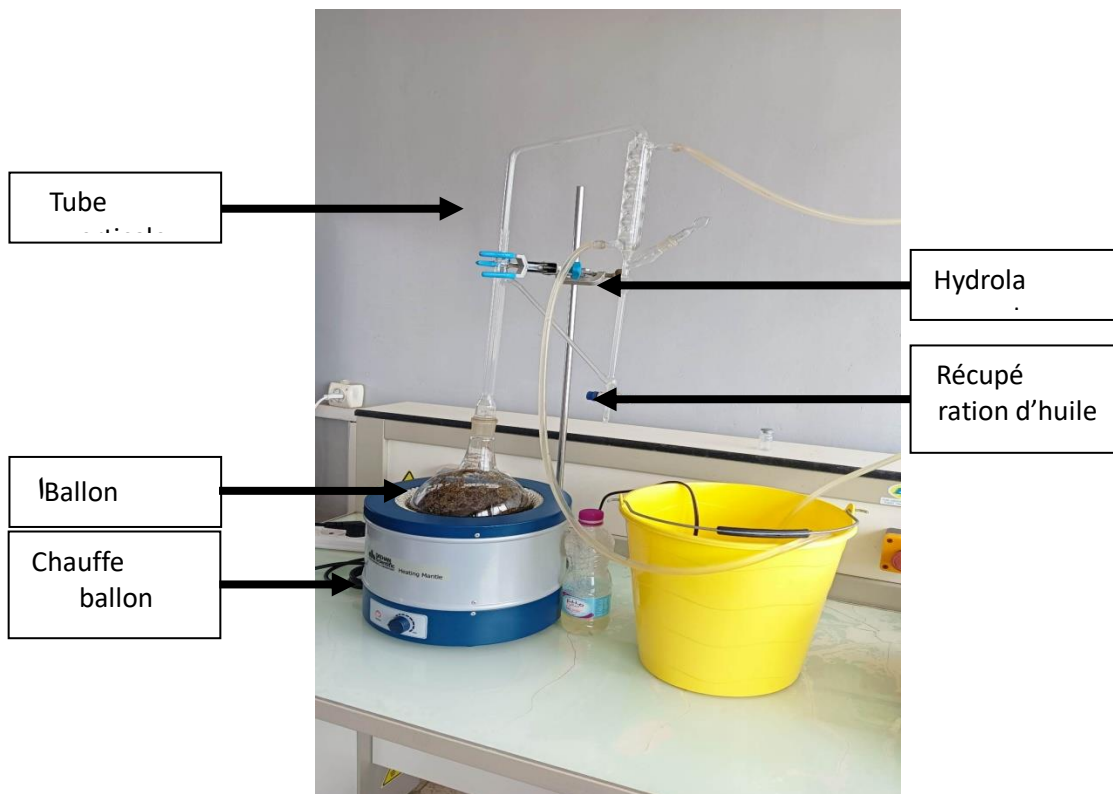 Tube
Hydrola
Récupé
ration d’huile
Ballon
Chauffe
ballon
Heating Mantle